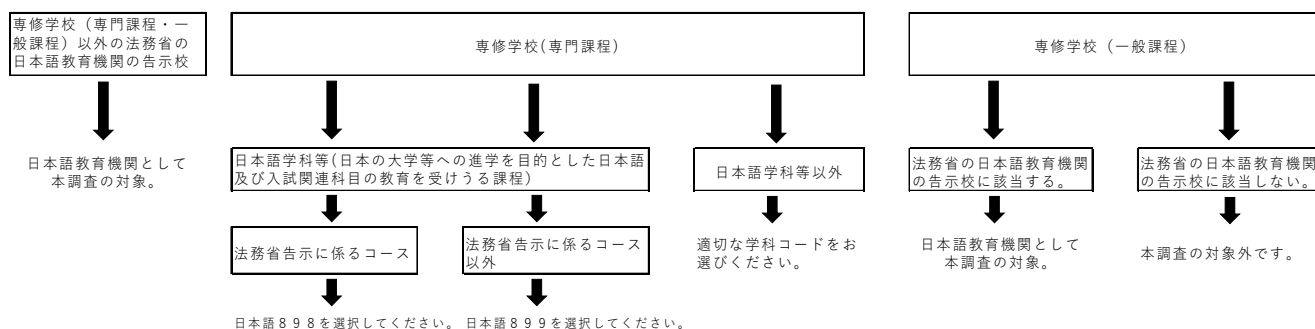 専修学校（専門課程・一
般課程）以外の法務省の
日本語教育機関の告示校
専修学校(専門課程)
専修学校（一般課程）
日本語教育機関として
本調査の対象。
日本語学科等(日本の大学等への進学を目的とした日本語
及び入試関連科目の教育を受けうる課程)
日本語学科等以外
法務省の日本語教育機関
の告示校に該当する。
法務省の日本語教育機関
の告示校に該当しない。
法務省告示に係るコース
法務省告示に係るコース
以外
適切な学科コードをお
選びください。
日本語教育機関として
本調査の対象。
本調査の対象外です。
日本語８９８を選択してください。
日本語８９９を選択してください。